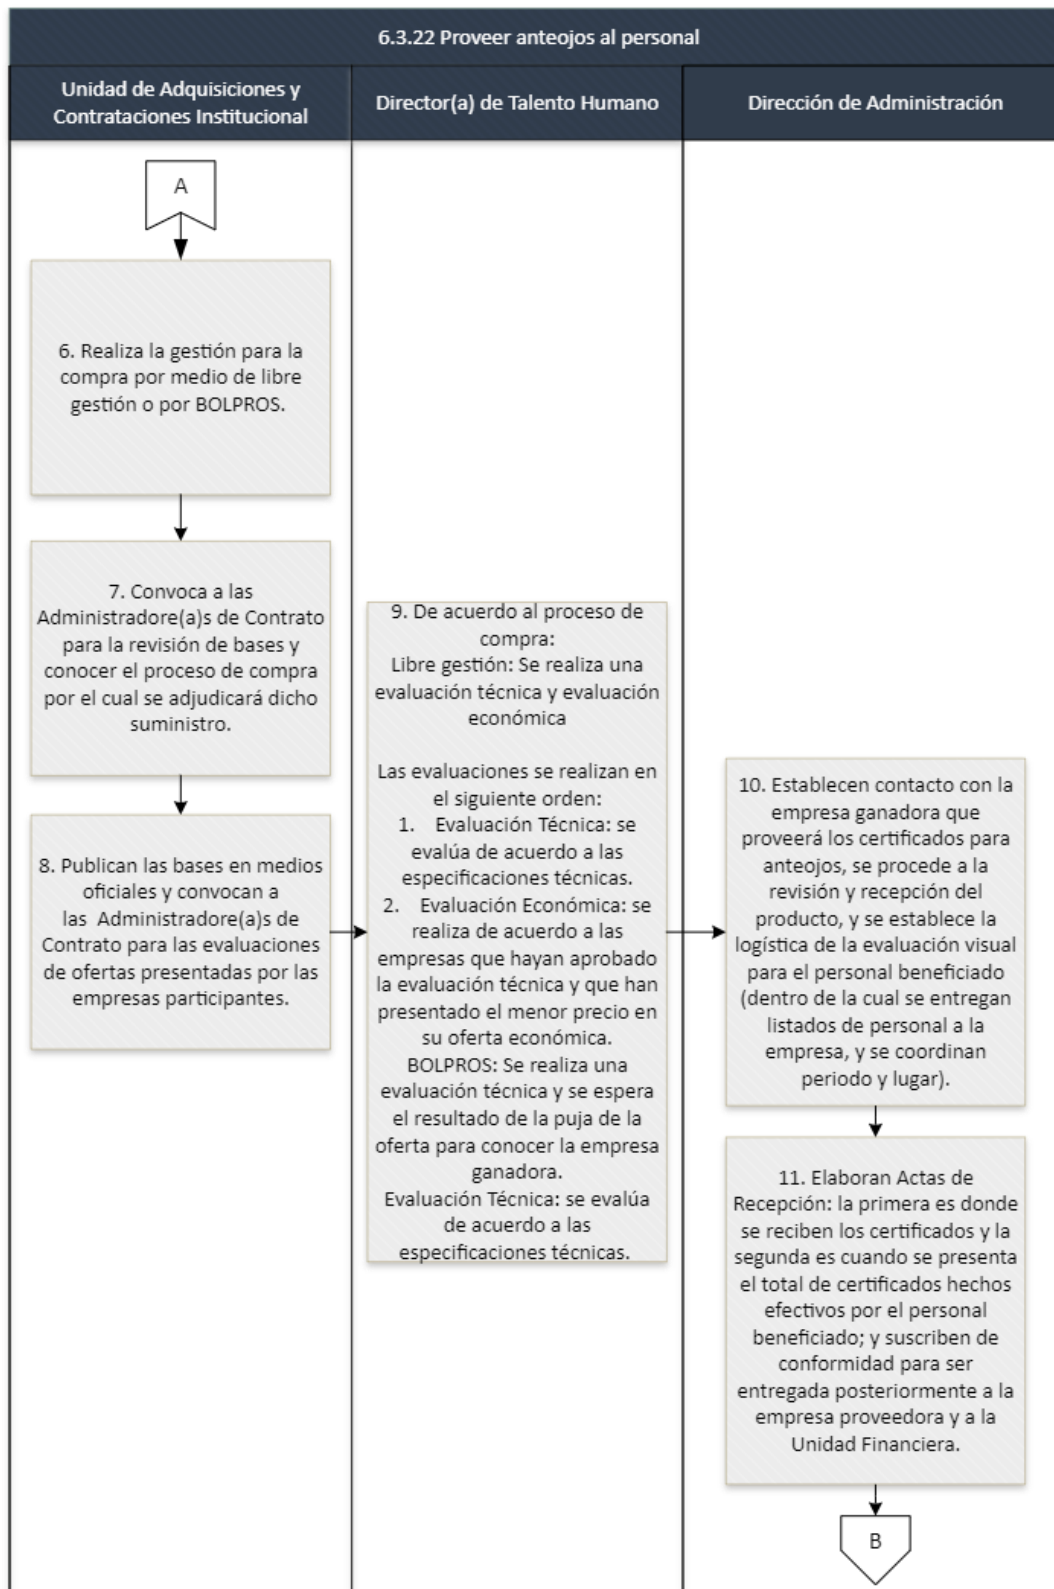 6.3.22 Proveer anteojos al personal
Unidad de Adquisiciones y
Contrataciones Institucional
Director(a) de Talento Humano
Dirección de Administración
A
6. Realiza la gestión para la
compra por medio de libre
gestión o por BOLPROS.
7. Convoca a las
Administradore(a)s de Contrato
para la revisión de bases y
conocer el proceso de compra
por el cual se adjudicará dicho
suministro.
8. Publican las bases en medios
oficiales y convocan a
las Administradore(a)s de
Contrato para las evaluaciones
de ofertas presentadas por las
empresas participantes.
9. De acuerdo al proceso de
compra:
Libre gestión: Se realiza una
evaluación técnica y evaluación
económica
Las evaluaciones se realizan en
el siguiente orden:
1. Evaluación Técnica: se
evalúa de acuerdo a las
especificaciones técnicas.
2. Evaluación Económica: se
realiza de acuerdo a las
empresas que hayan aprobado
la evaluación técnica y que han
presentado el menor precio en
su oferta económica.
BOLPROS: Se realiza una
evaluación técnica y se espera
el resultado de la puja de la
oferta para conocer la empresa
ganadora.
Evaluación Técnica: se evalúa
de acuerdo a las
especificaciones técnicas.
10. Establecen contacto con la
empresa ganadora que
proveerá los certificados para
anteojos, se procede a la
revisión y recepción del
producto, y se establece la
logística de la evaluación visual
para el personal beneficiado
(dentro de la cual se entregan
listados de personal a la
empresa, y se coordinan
periodo y lugar).
11. Elaboran Actas de
Recepción: la primera es donde
se reciben los certificados y la
segunda es cuando se presenta
el total de certificados hechos
efectivos por el personal
beneficiado; y suscriben de
conformidad para ser
entregada posteriormente a la
empresa proveedora y a la
Unidad Financiera.
B